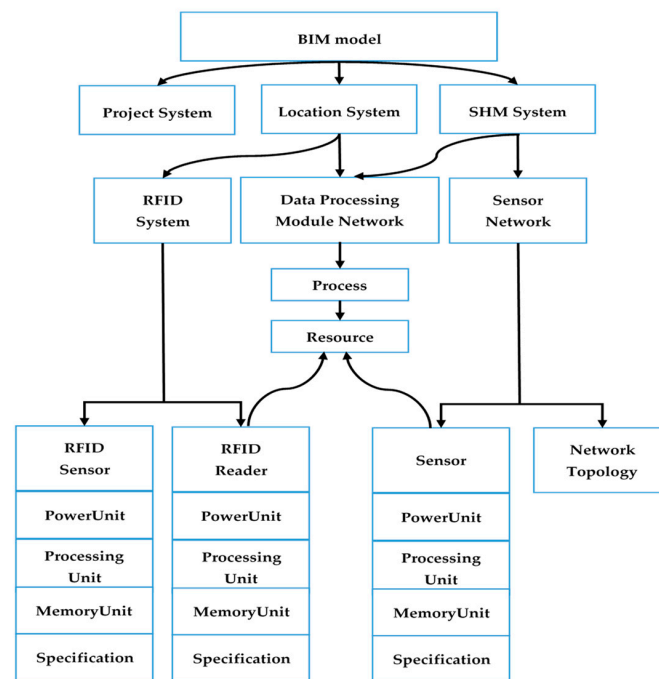 BIM model
Project System
Location System
SHM System
RFID
System
Data Processing
Module Network
Sensor
Network
Process
Resource
RFID
Sensor
PowerUnit
Processing
Unit
MemoryUnit
Specification
RFID
Reader
PowerUnit
Processing
Unit
MemoryUnit
Specification
Sensor
PowerUnit
Processing
Unit
MemoryUnit
Specification
Network
Topology